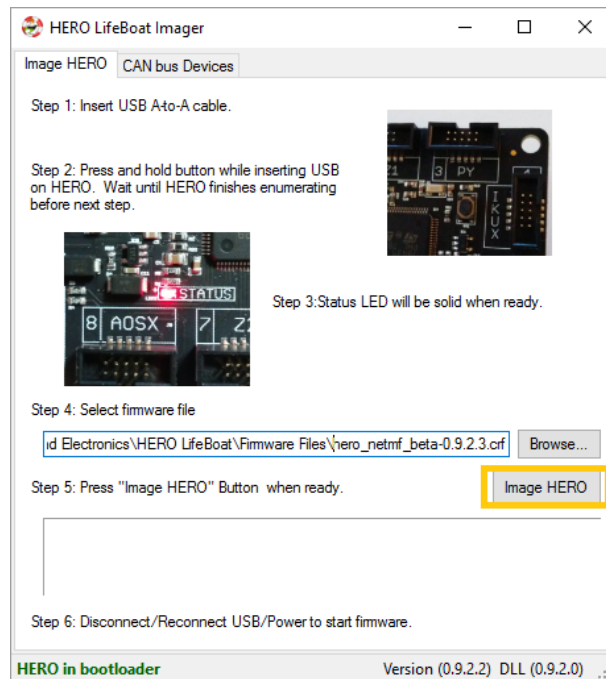 HERO LifeBoat Imager
Image HERO
CAN bus Devices
Step 1: Insert USB A-to-A cable.
Step 2: Press and hold button while inserting USB
on HERO. Wait until HERO finishes enumerating
before next step.
Z1
3
PY
4
IKUX
STATUS
8
AOSX
7
Step 3:Status LED will be solid when ready.
Step 4: Select firmware file
nd Electronics\HERO LifeBoat\Firmware Files\hero_netmf_beta-0.9.2.3.crf
Browse...
Step 5: Press "Image HERO" Button when ready.
Image HERO
Step 6: Disconnect/Reconnect USB/Power to start firmware.
HERO in bootloader
Version (0.9.2.2) DLL (0.9.2.0)